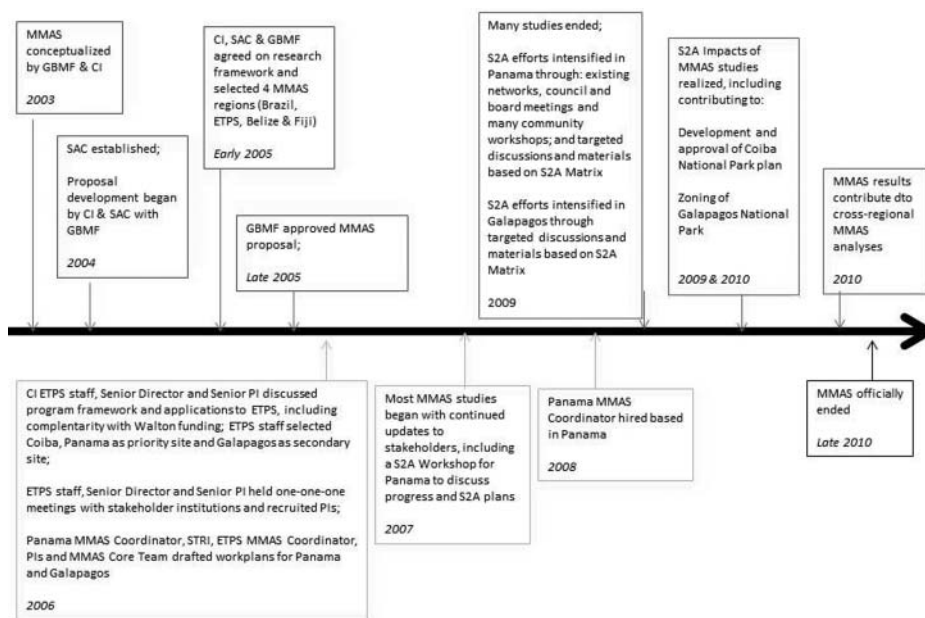 MMAS
conceptualized
by GBMF & CI
2003
SAC established;
Proposal
development began
by CI & SAC with
GBMF
2004
CI, SAC & GBMF
agreed on research
framework and
selected 4 MMAS
regions (Brazil,
ETPS, Belize & Fiji)
Early 2005
GBMF approved MMAS
proposal;
Late 2005
Many studies ended;
S2A efforts intensified in
Panama through: existing
networks, council and
board meetings and
many community
workshops; and targeted
discussions and materials
based on S2A Matrix
S2A efforts intensified in
Galapagos through
targeted discussions and
materials based on S2A
Matrix
2009
S2A Impacts of
MMAS studies
realized, including
contributing to:
Development and
approval of Coiba
National Park plan
Zoning of
Galapagos National
Park
2009 & 2010
MMAS results
contribute dto
cross-regional
MMAS
analyses
2010
CI ETPS staff, Senior Director and Senior PI discussed
program framework and applications to ETPS, including
complentarity with Walton funding; ETPS staff selected
Coiba, Panama as priority site and Galapagos as secondary
site;
ETPS staff, Senior Director and Senior PI held one-one-one
meetings with stakeholder institutions and recruited PIs;
Panama MMAS Coordinator, STRI, ETPS MMAS Coordinator,
PIs and MMAS Core Team drafted workplans for Panama
and Galapagos
2006
Most MMAS studies
began with continued
updates to
stakeholders, including
a S2A Workshop for
Panama to discuss
progress and S2A plans
2007
Panama MMAS
Coordinator hired based
in Panama
2008
MMAS officially
ended
Late 2010